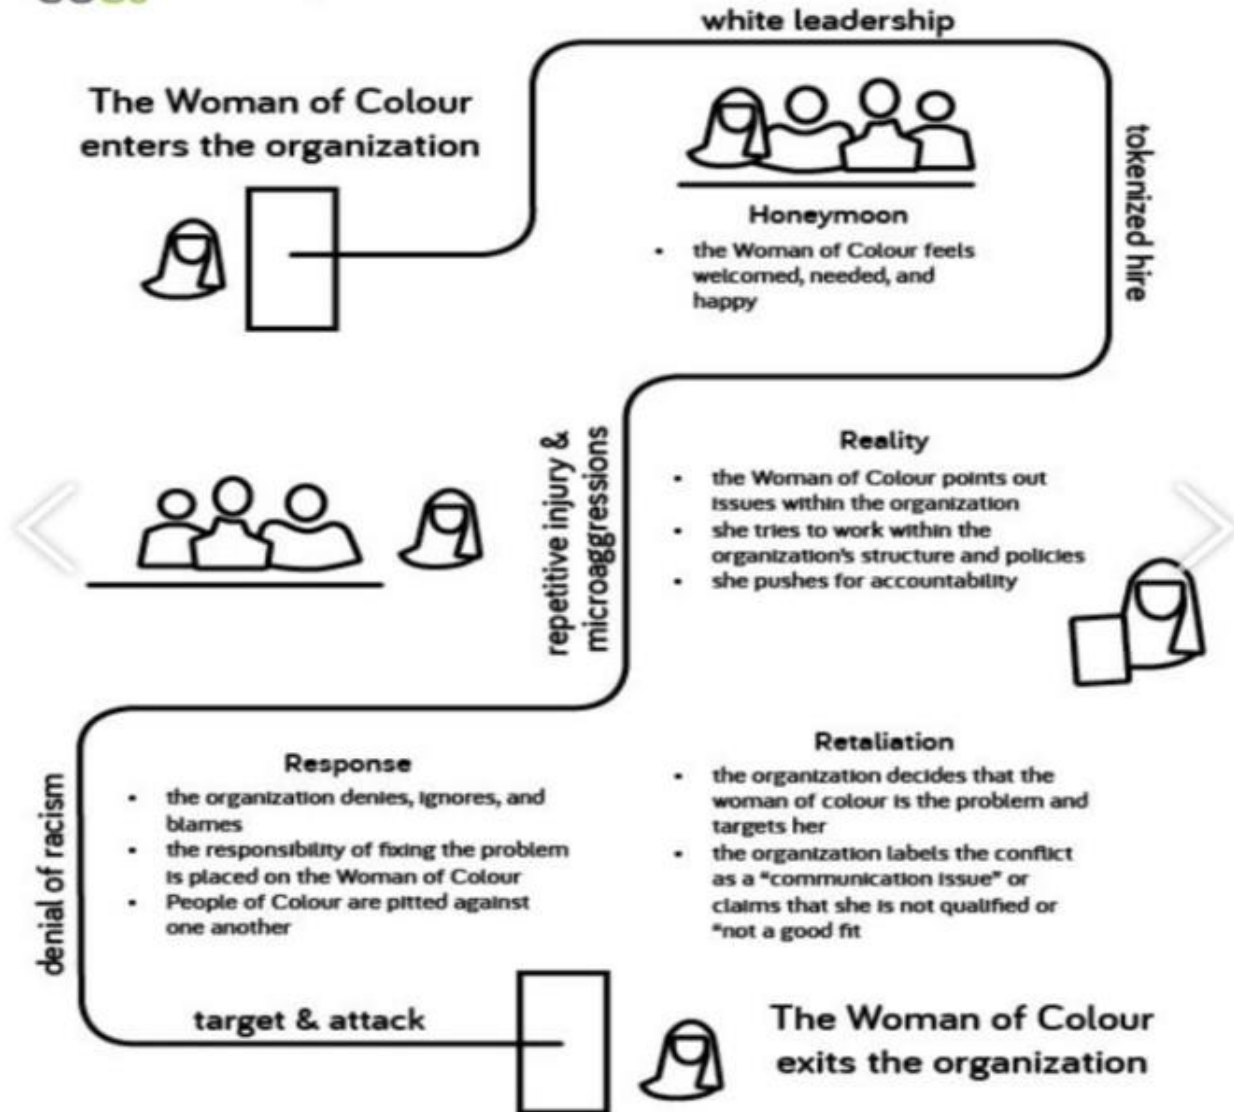 white leadership
The Woman of Colour
enters the organization
tokenized hire
Honeymoon
• the Woman of Colour feels
welcomed, needed, and
happy
repetitive injury &
microaggressions
Reality
• the Woman of Colour points out
issues within the organization
• she tries to work within the
organization's structure and policies
• she pushes for accountability
denial of racism
Response
• the organization denies, ignores, and
blames
• the responsibility of fixing the problem
is placed on the Woman of Colour
• People of Colour are pitted against
one another
Retaliation
• the organization decides that the
woman of colour is the problem and
targets her
• the organization labels the conflict
as a "communication issue" or
claims that she is not qualified or
"not a good fit
target & attack
The Woman of Colour
exits the organization